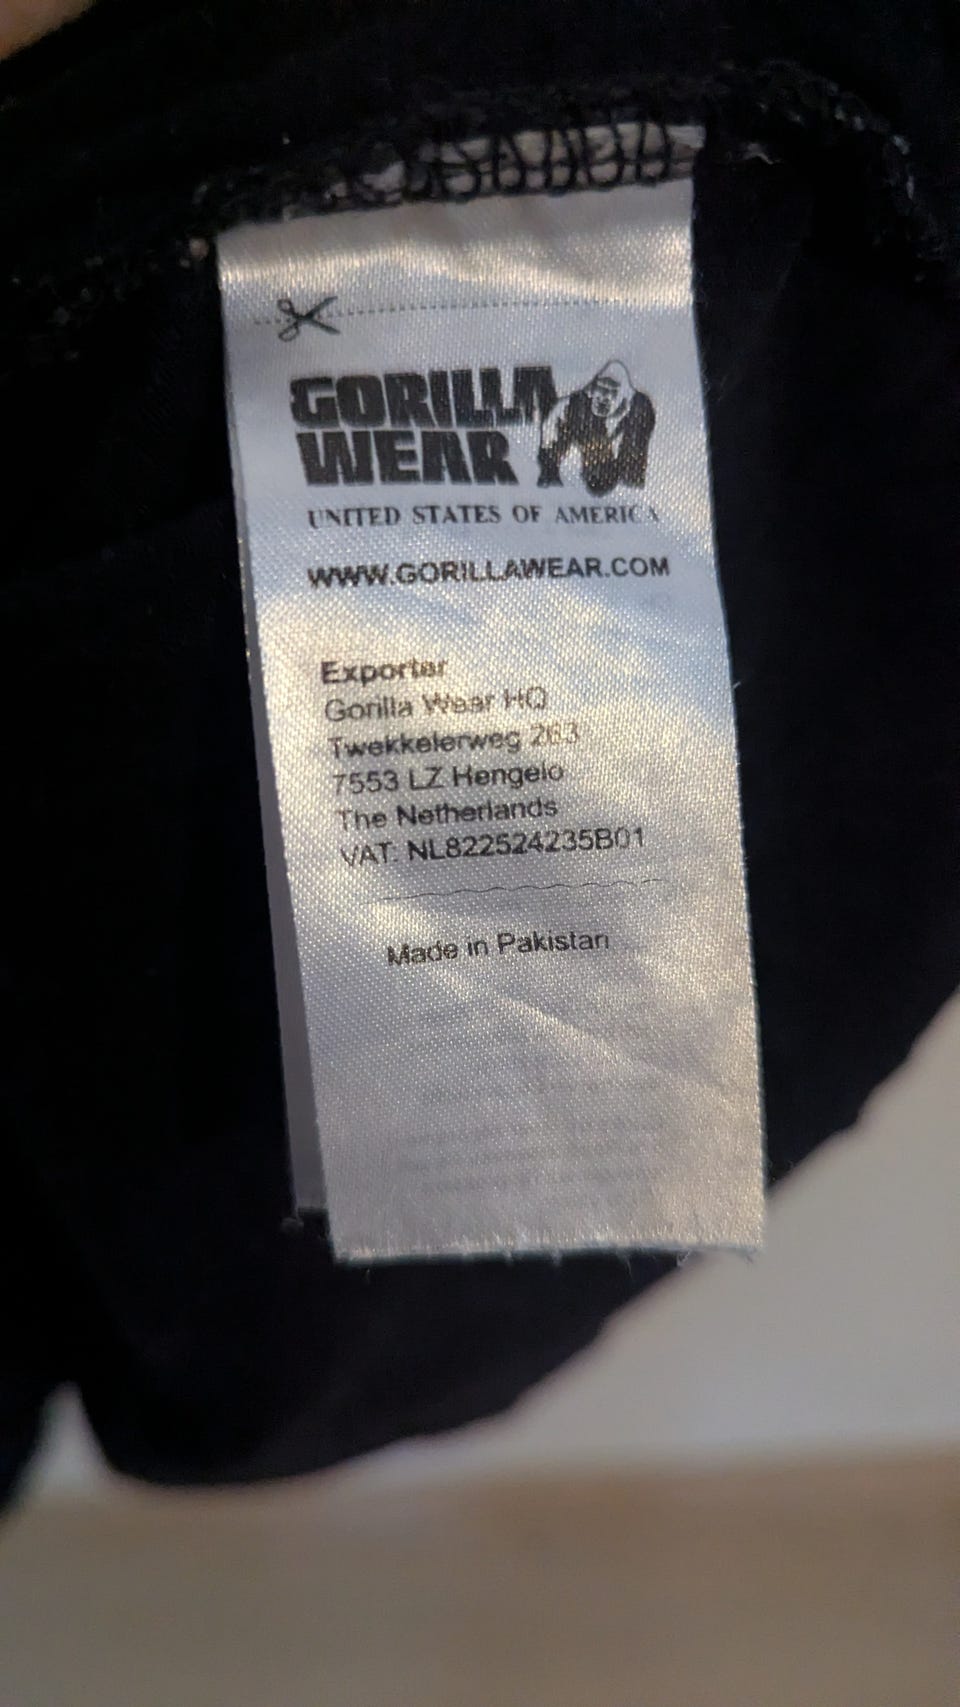 GORILLA
WEAR
UNITED STATES OF AMERICA
WWW.GORILLAWEAR.COM
Exporter
Gorilla Wear HQ
Twekkelerweg 263
7553 LZ Hengelo
The Netherlands
VAT: NL822524235B01
Made in Pakistan